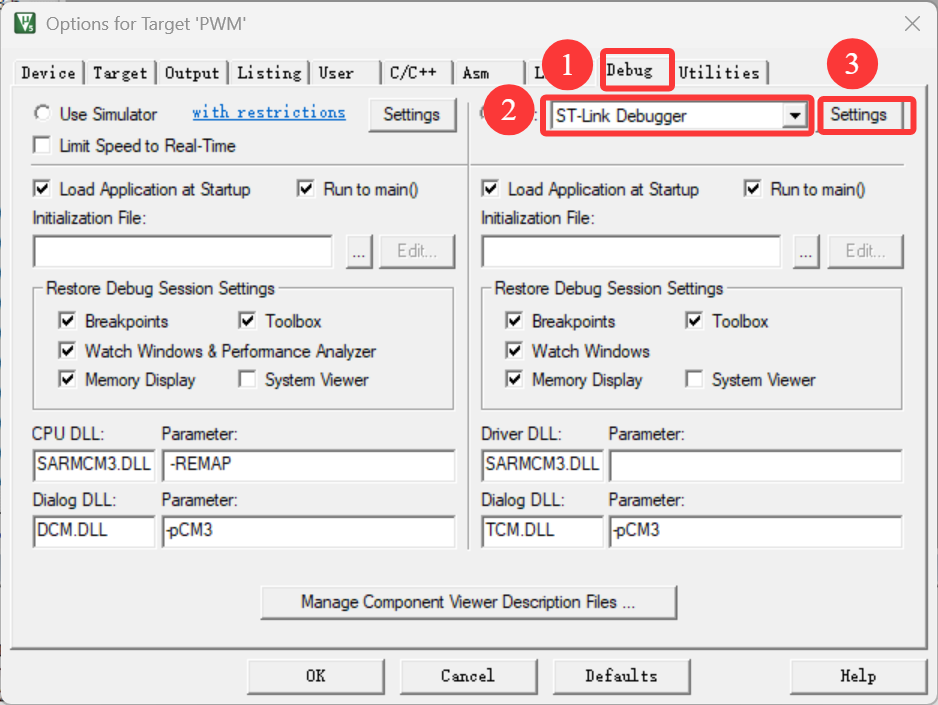 Options for Target 'PWM'
Device Target Output Listing User C/C++ Asm L 1 Debug Utilities 3
Use Simulator with restrictions Settings 2 : ST-Link Debugger Settings
Limit Speed to Real-Time
Load Application at Startup Run to main() Load Application at Startup Run to main()
Initialization File: Initialization File:
... Edit... ... Edit...
Restore Debug Session Settings Restore Debug Session Settings
Breakpoints Toolbox Breakpoints Toolbox
Watch Windows & Performance Analyzer Watch Windows
Memory Display System Viewer Memory Display System Viewer
CPU DLL: Parameter: Driver DLL: Parameter:
SARMCM3.DLL -REMAP SARMCM3.DLL
Dialog DLL: Parameter: Dialog DLL: Parameter:
DCM.DLL -pCM3 TCM.DLL -pCM3
Manage Component Viewer Description Files ...
OK Cancel Defaults Help